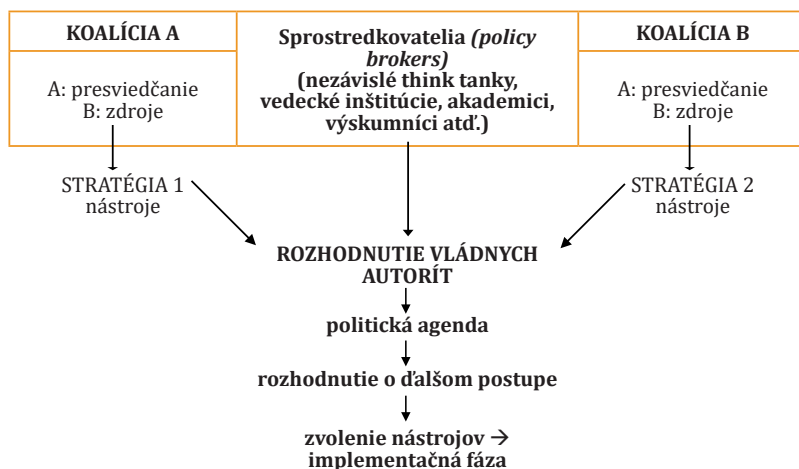 KOALÍCIA A
A: presviedčanie
B: zdroje
Sprostredkovatelia (policy
brokers)
(nezávislé think tanky,
vedecké inštitúcie, akademici,
výskumníci atď.)
KOALÍCIA B
A: presviedčanie
B: zdroje
STRATÉGIA 1
nástroje
STRATÉGIA 2
nástroje
ROZHODNUTIE VLÁDNYCH
AUTORÍT
politická agenda
rozhodnutie o ďalšom postupe
zvolenie nástrojov →
implementačná fáza